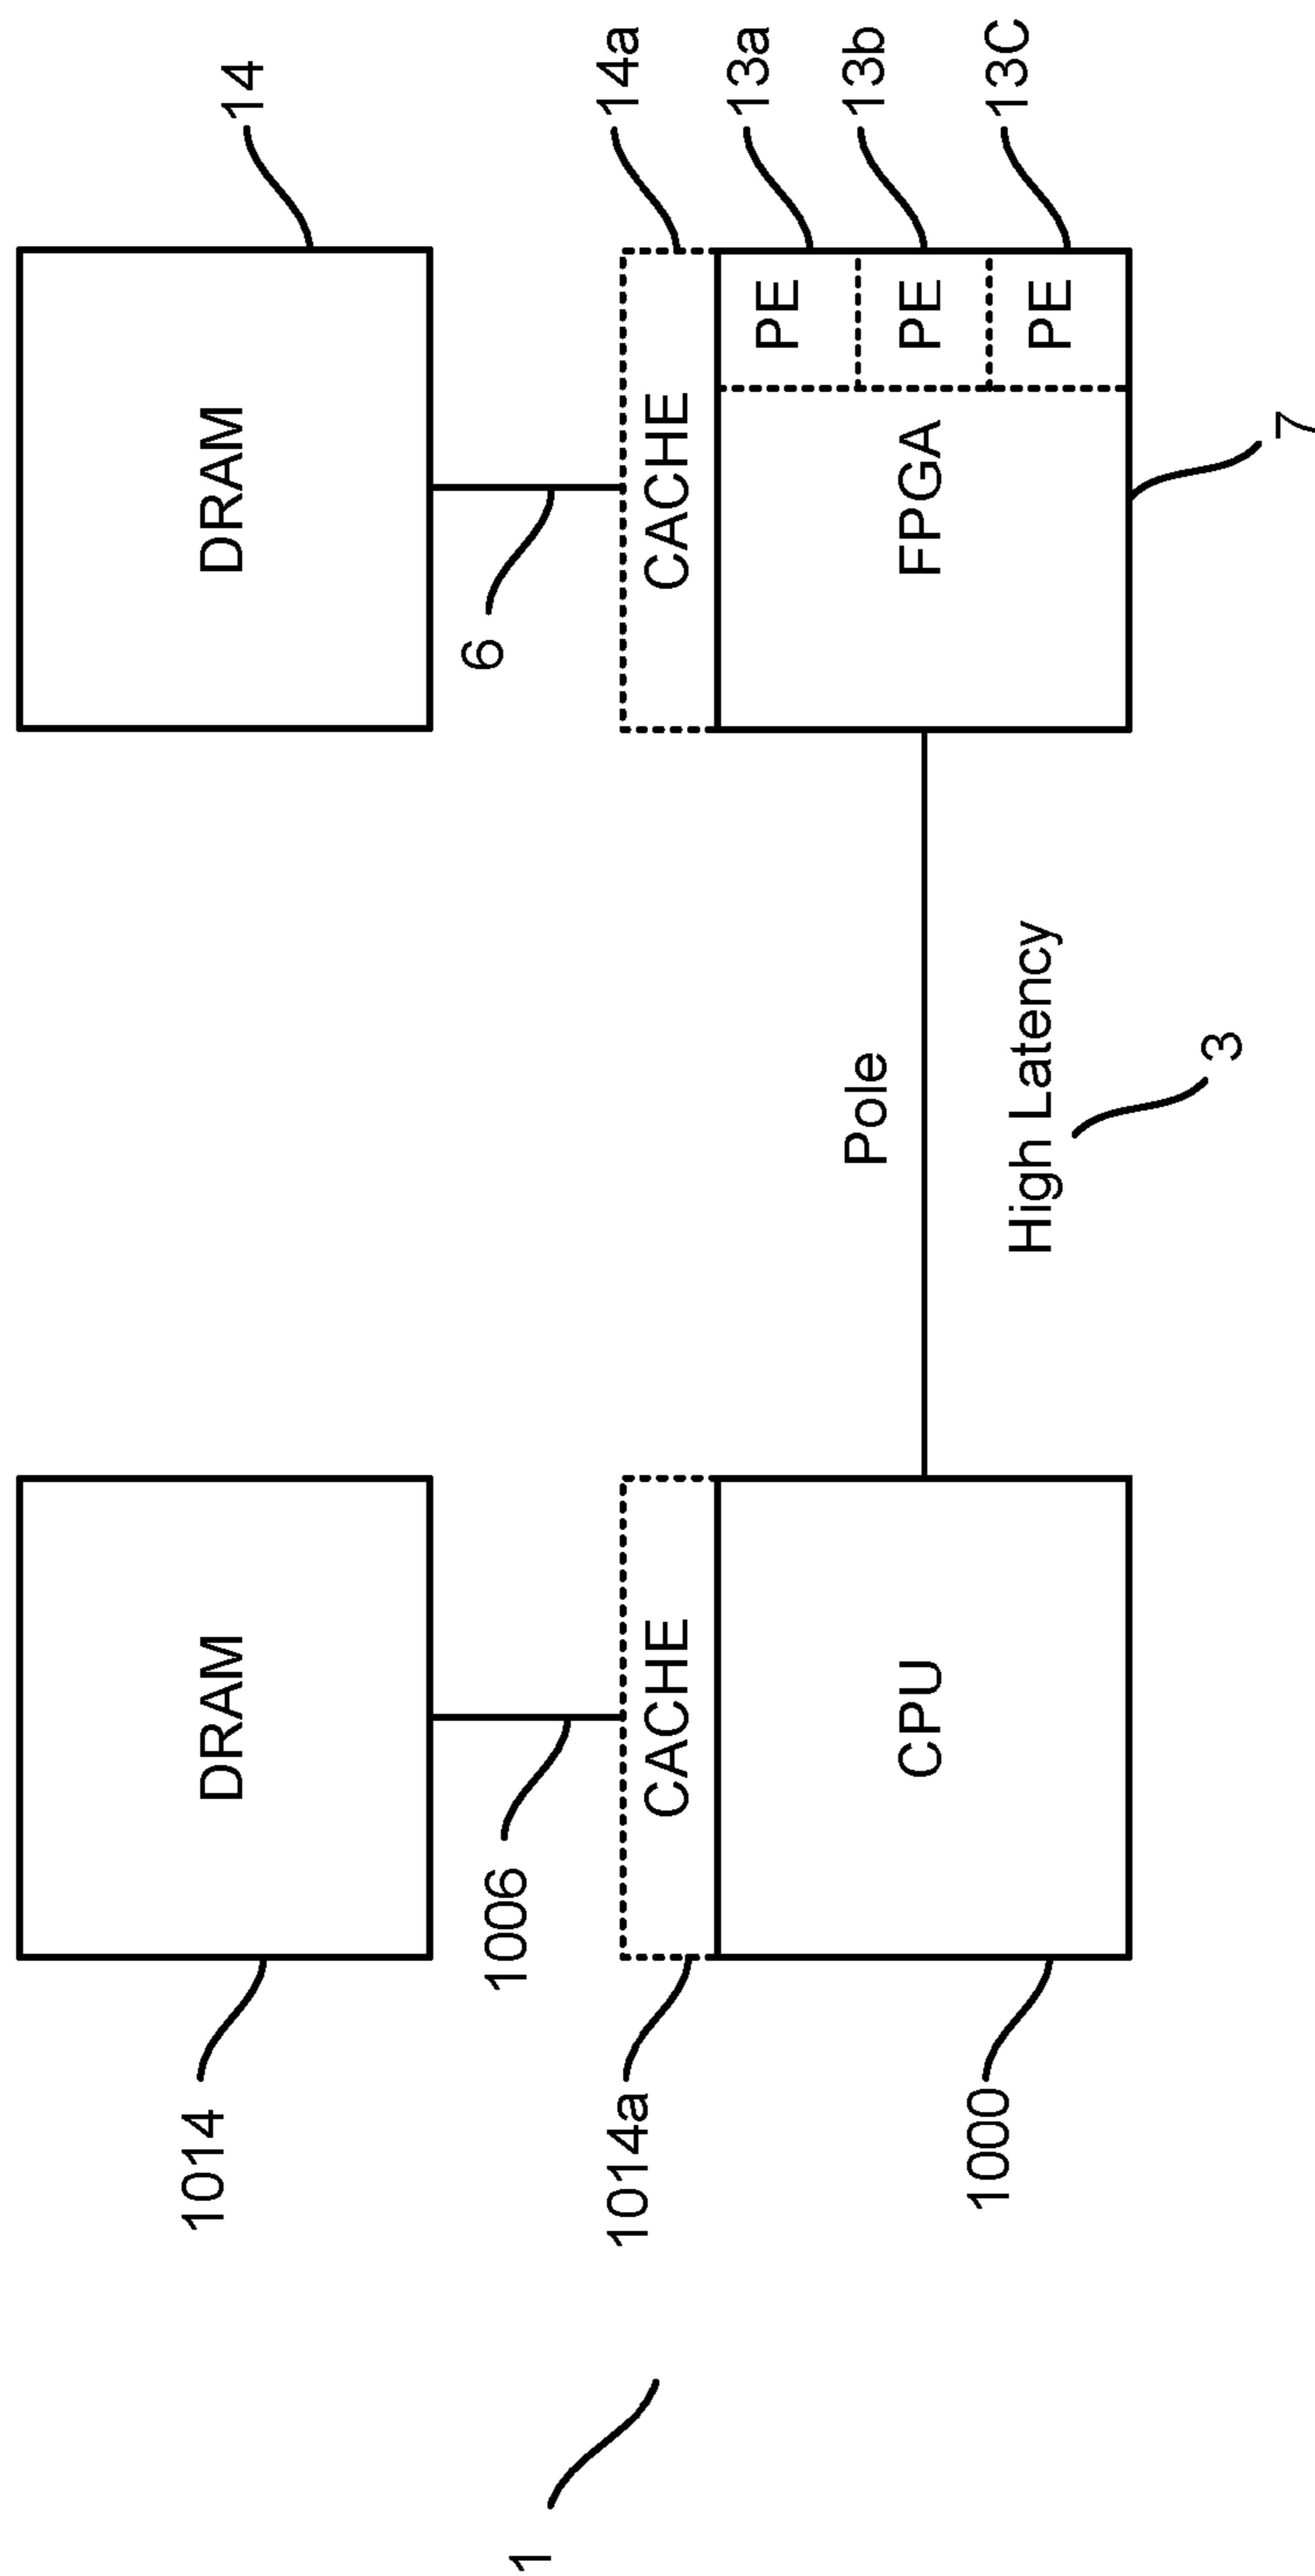 1014
DRAM
DRAM
14
1
1006
6
1014a
CACHE
CACHE
14a
PE
13a
Pole
CPU
FPGA
PE
13b
1000
High Latency
PE
13C
3
7